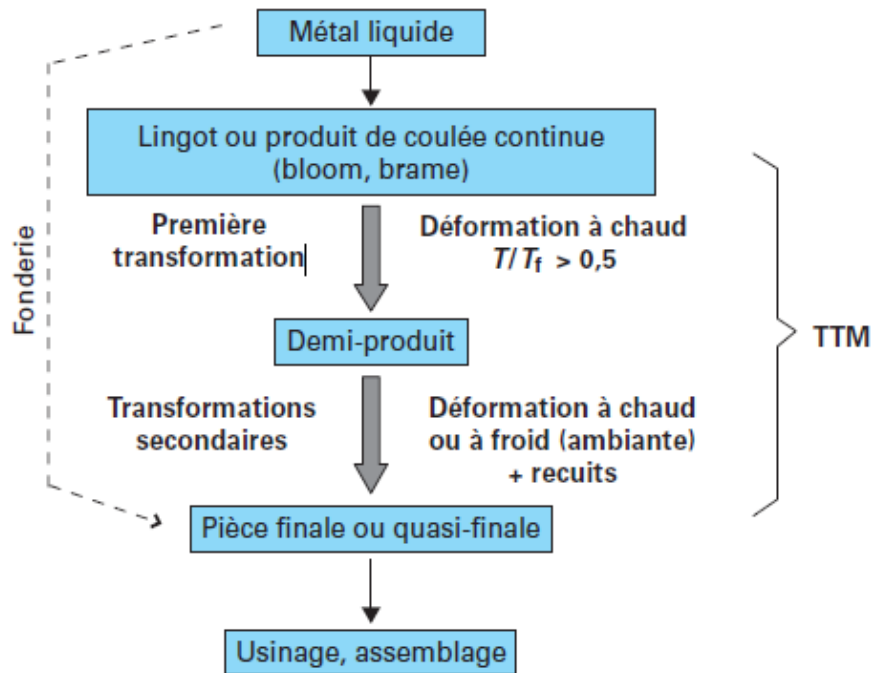 Métal liquide
Lingot ou produit de coulée continue
(bloom, brame)
Première
transformation
Déformation à chaud
T/Tf > 0,5
Fonderie
Demi-produit
TTM
Transformations
secondaires
Déformation à chaud
ou à froid (ambiante)
+ recuits
Pièce finale ou quasi-finale
Usinage, assemblage